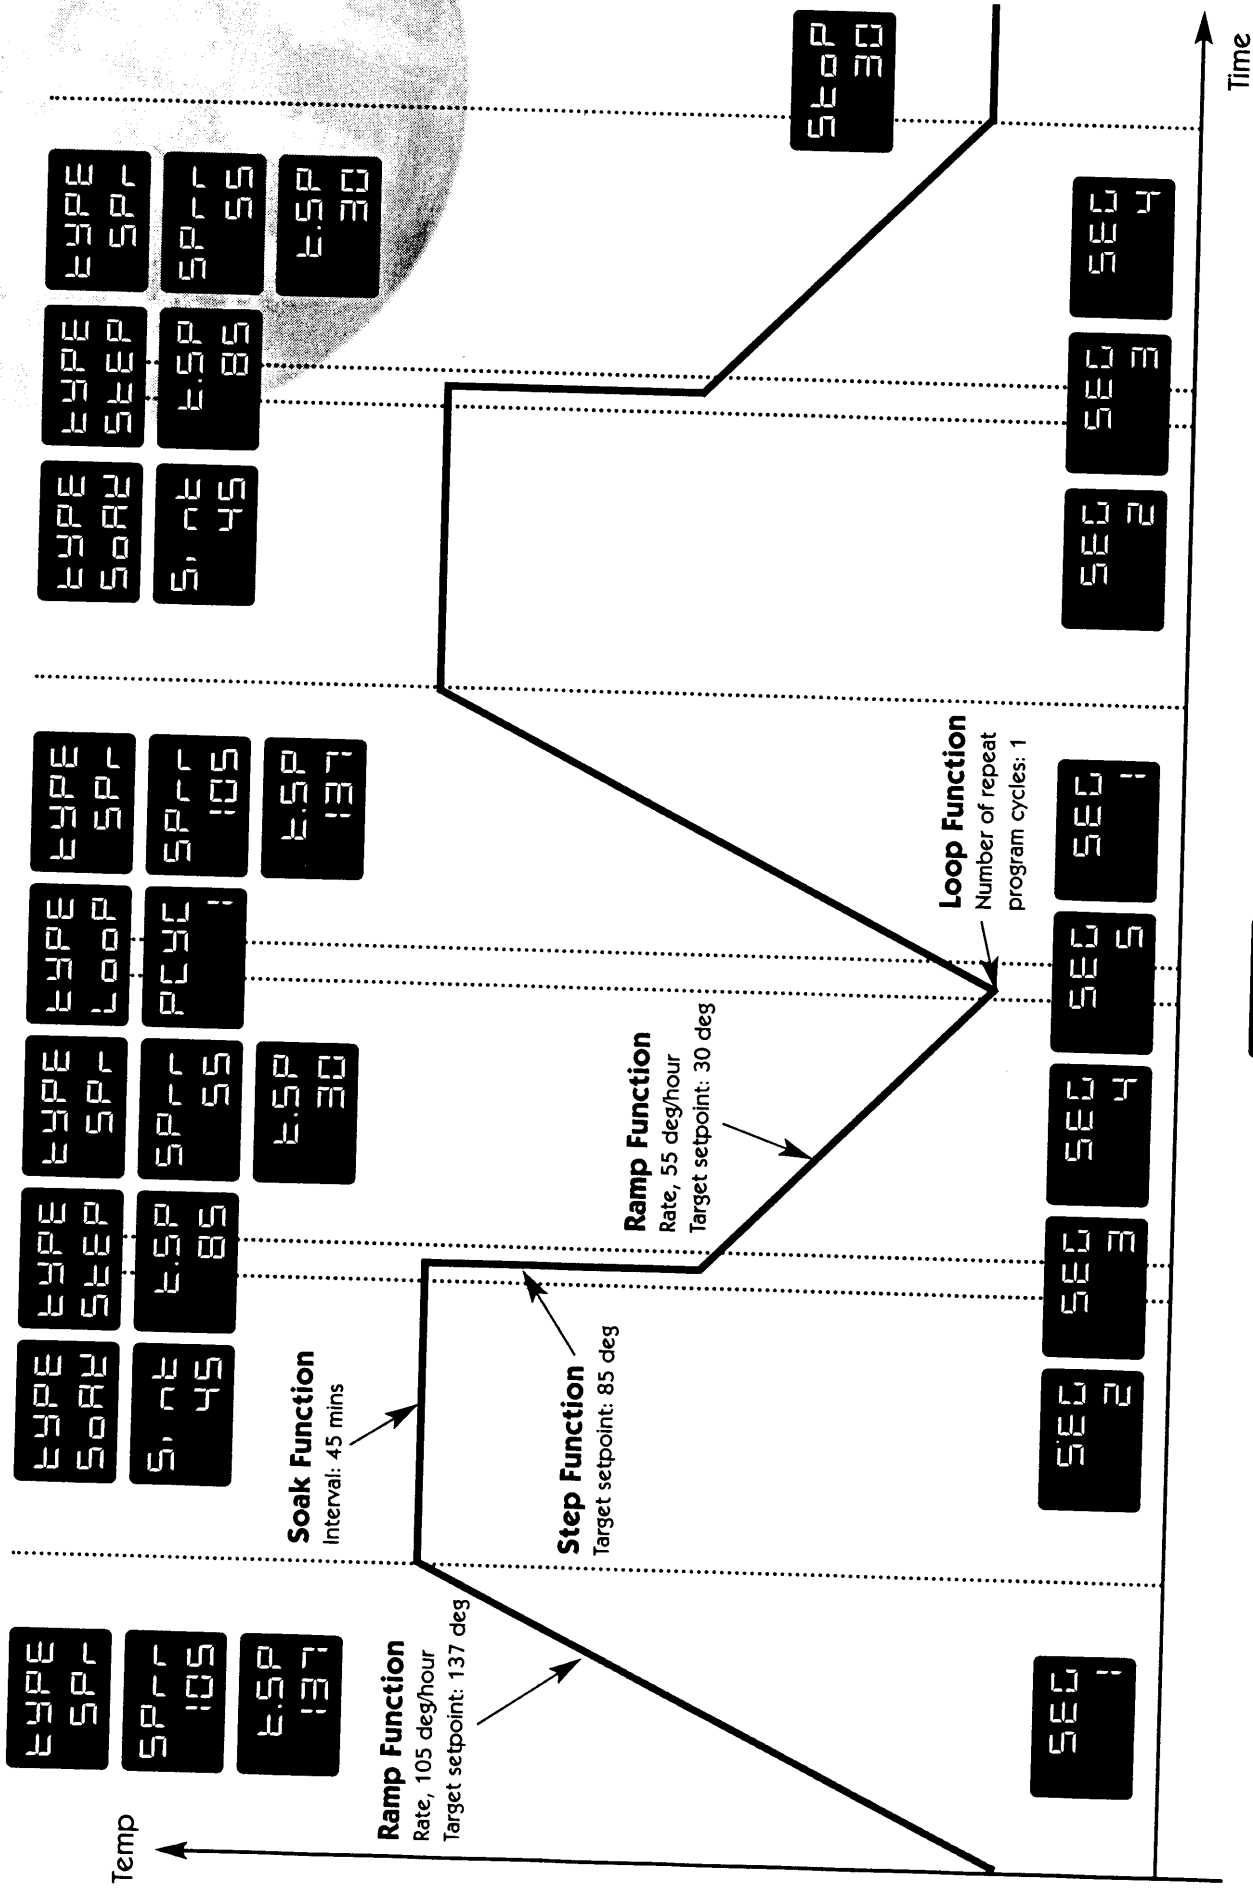 Temp
tYPE
SPr
SPrr
105
t.SP
137
tYPE
SoAK
Si nt
45
tYPE
StEP
t.SP
85
tYPE
SPr
SPrr
55
t.SP
30
tYPE
LooP
PCYC
1
tYPE
SPr
SPrr
105
t.SP
137
tYPE
SoAK
Si nt
45
tYPE
StEP
t.SP
85
tYPE
SPr
SPrr
55
t.SP
30
Soak Function
Interval: 45 mins
Ramp Function
Rate, 105 deg/hour
Target setpoint: 137 deg
Step Function
Target setpoint: 85 deg
Ramp Function
Rate, 55 deg/hour
Target setpoint: 30 deg
StoP
30
Loop Function
Number of repeat
program cycles: 1
SEG
1
SEG
2
SEG
3
SEG
4
SEG
5
SEG
1
SEG
2
SEG
3
SEG
4
Time